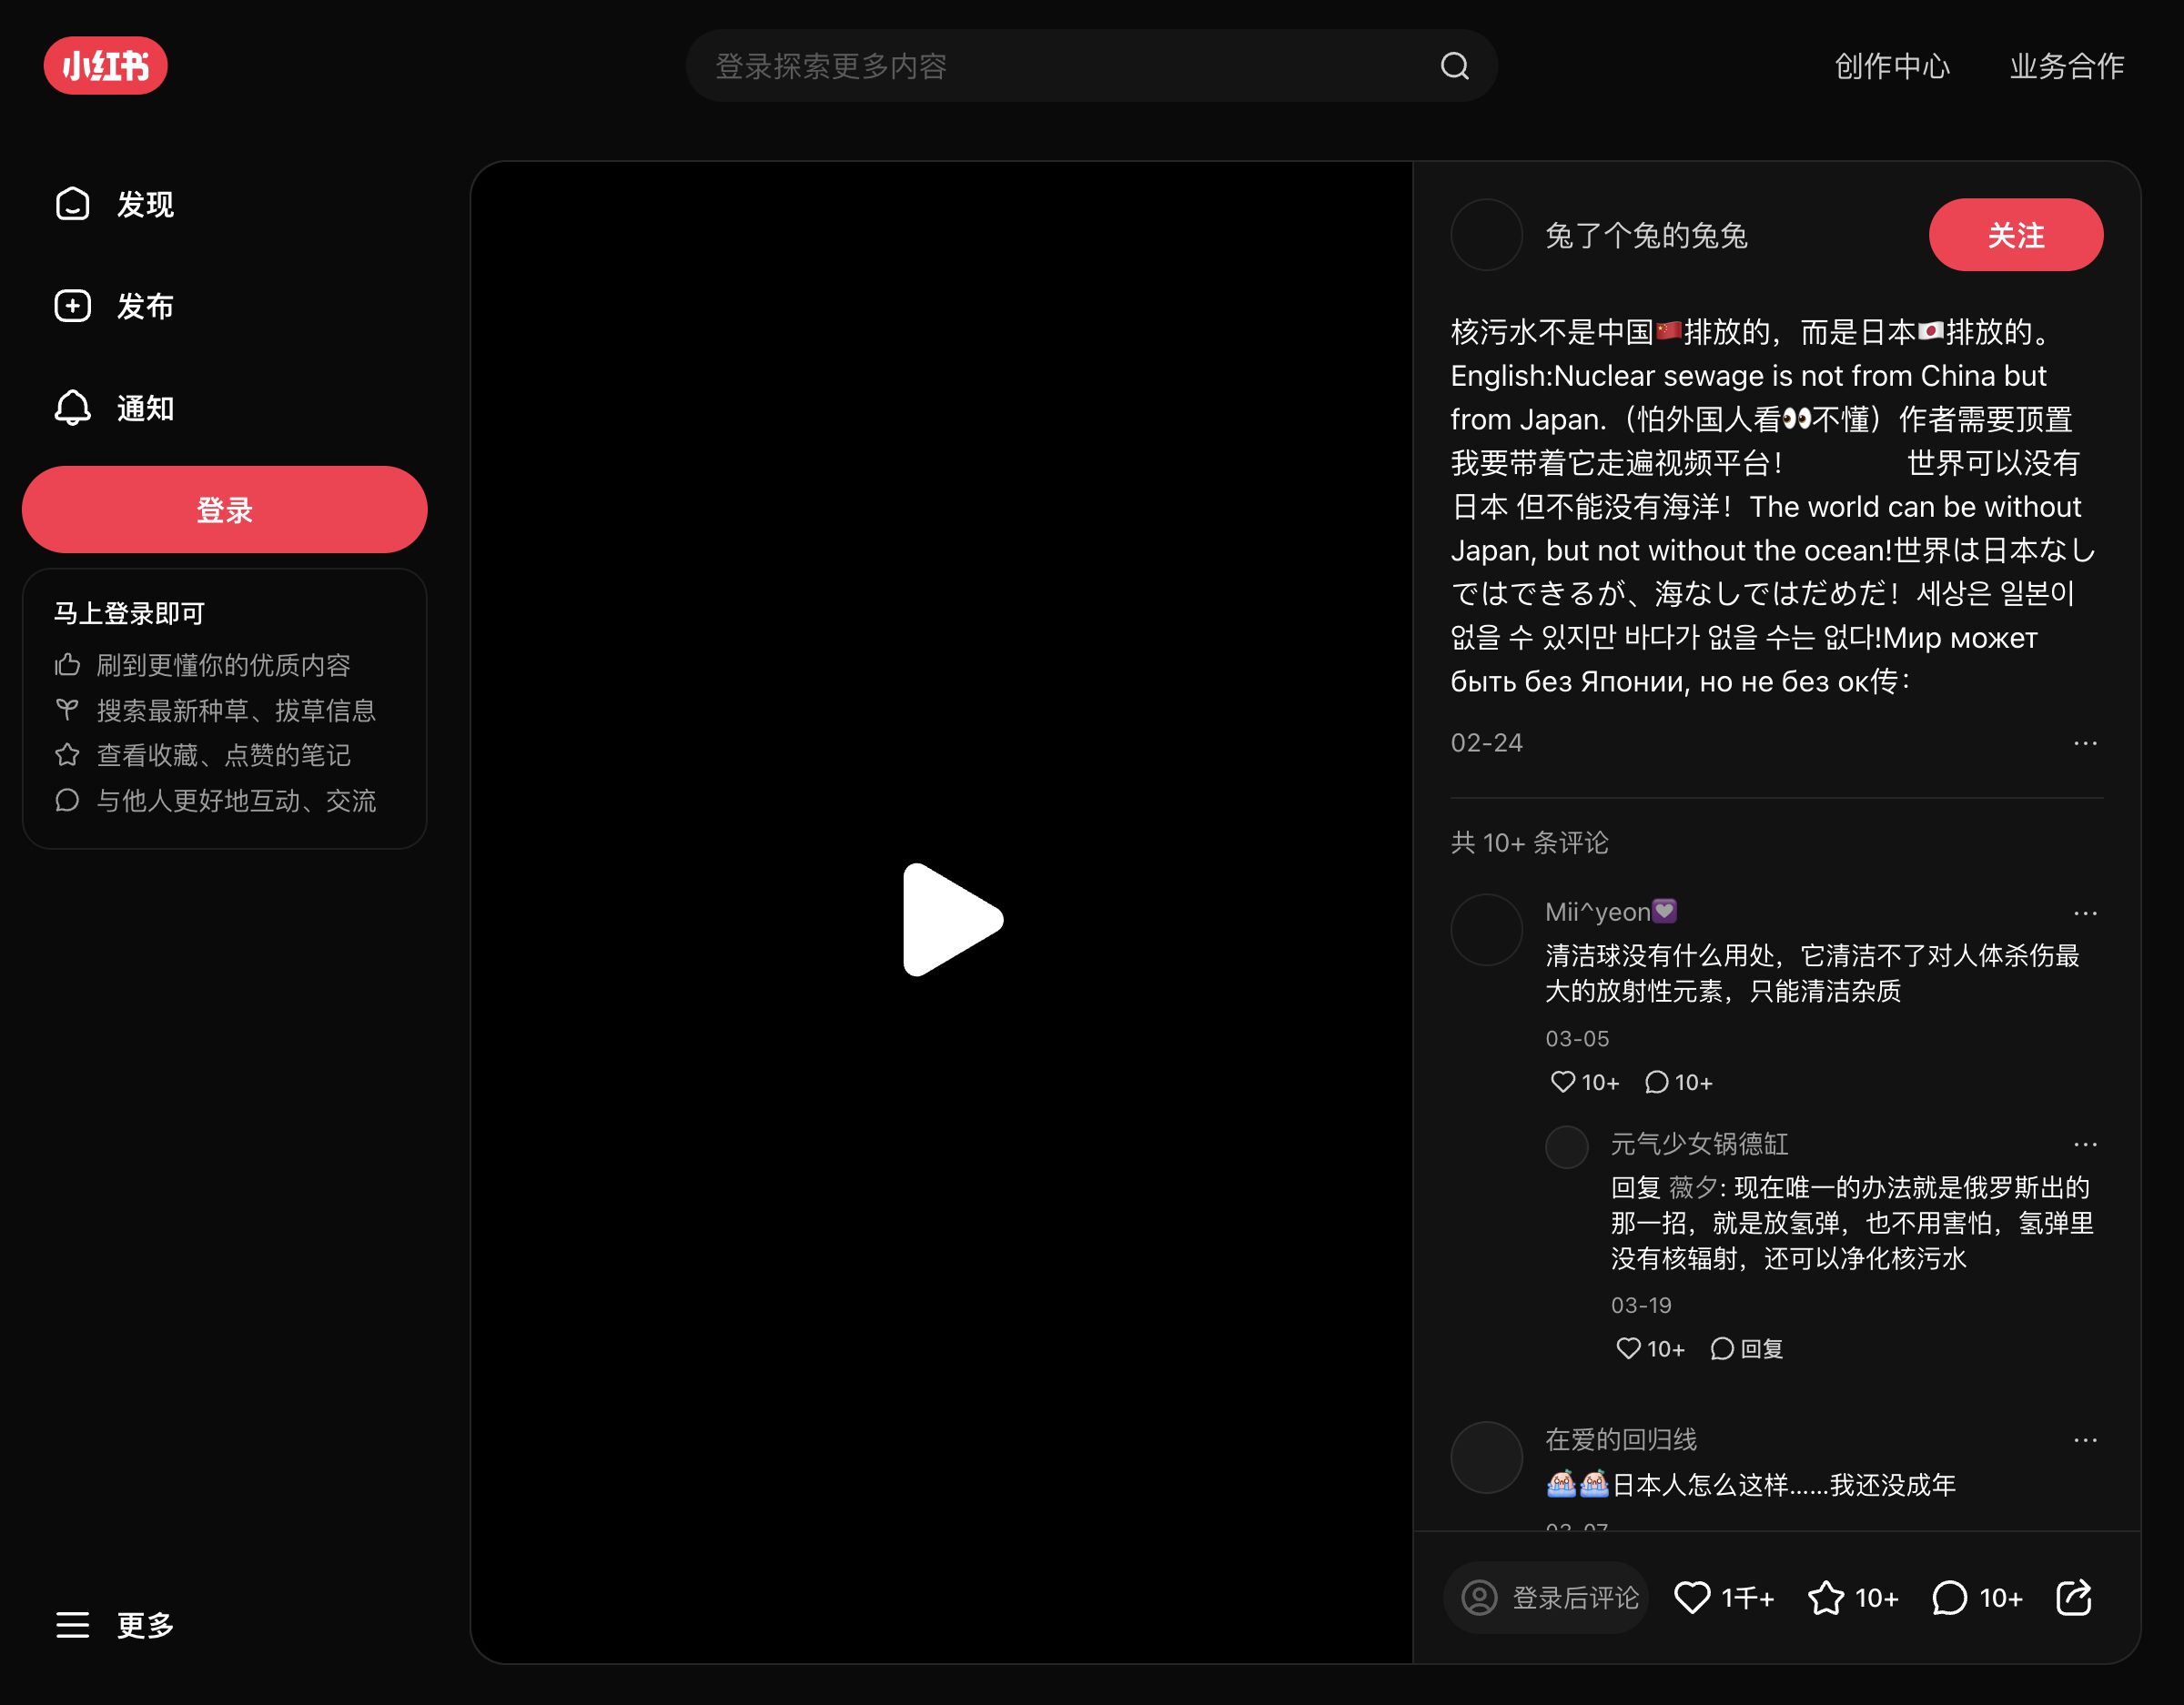 小红书
登录探索更多内容
创作中心
业务合作
发现
发布
通知
登录
马上登录即可
刷到更懂你的优质内容
搜索最新种草、拔草信息
查看收藏、点赞的笔记
与他人更好地互动、交流
更多
兔了个兔的兔兔
关注
核污水不是中国🇨🇳排放的，而是日本🇯🇵排放的。
English:Nuclear sewage is not from China but
from Japan.（怕外国人看👀不懂）作者需要顶置
我要带着它走遍视频平台！ 世界可以没有
日本 但不能没有海洋！The world can be without
Japan, but not without the ocean!世界は日本なし
ではできるが、海なしではだめだ！세상은 일본이
없을 수 있지만 바다가 없을 수는 없다!Мир может
быть без Японии, но не без ок传：
02-24
共 10+ 条评论
Mii^yeon💟
清洁球没有什么用处，它清洁不了对人体杀伤最
大的放射性元素，只能清洁杂质
03-05
10+ 10+
元气少女锅德缸
回复 薇夕: 现在唯一的办法就是俄罗斯出的
那一招，就是放氢弹，也不用害怕，氢弹里
没有核辐射，还可以净化核污水
03-19
10+ 回复
在爱的回归线
日本人怎么这样……我还没成年
03-07
登录后评论 1千+ 10+ 10+